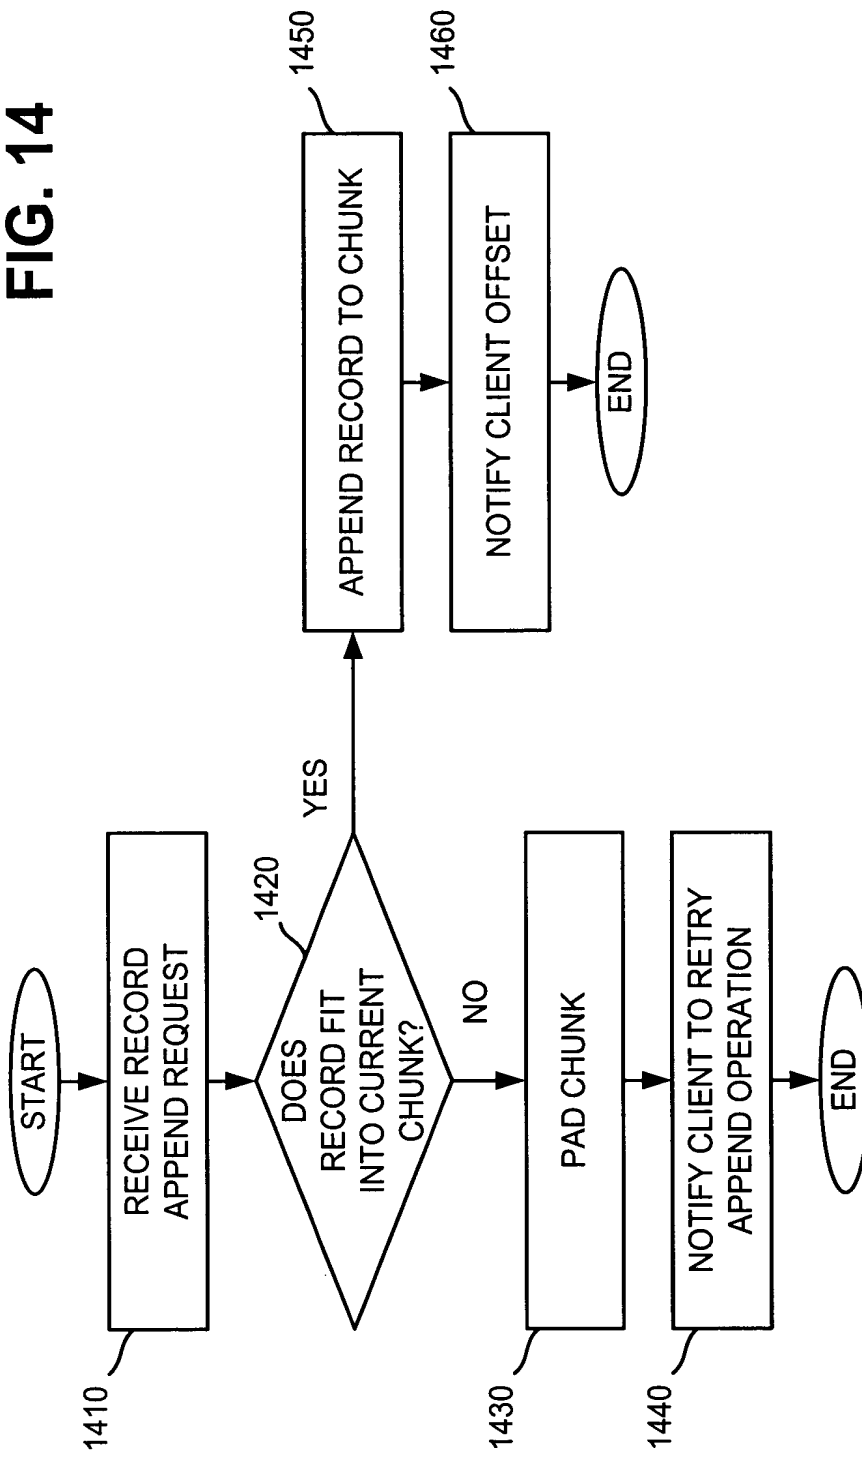 FIG. 14
START
1410
RECEIVE RECORD
APPEND REQUEST
1420
DOES
RECORD FIT
INTO CURRENT
CHUNK?
YES
NO
1430
PAD CHUNK
1440
NOTIFY CLIENT TO RETRY
APPEND OPERATION
END
1450
APPEND RECORD TO CHUNK
1460
NOTIFY CLIENT OFFSET
END